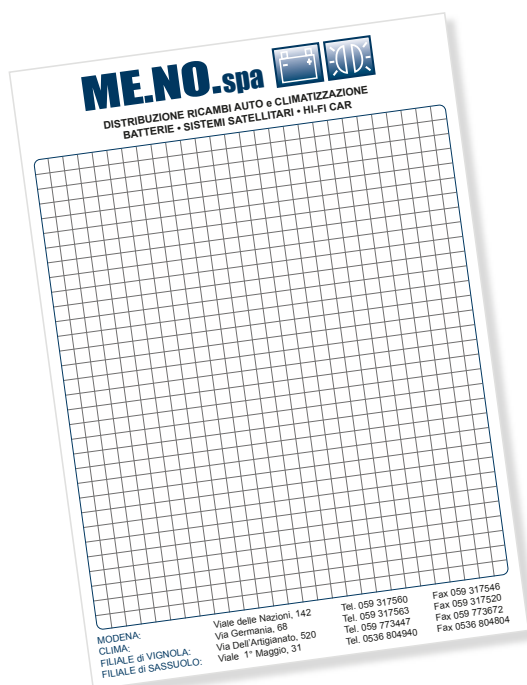 ME.NO.spa
DISTRIBUZIONE RICAMBI AUTO e CLIMATIZZAZIONE
BATTERIE • SISTEMI SATELLITARI • HI-FI CAR
MODENA: Viale delle Nazioni, 142 Tel. 059 317560 Fax 059 317546
CLIMA: Via Germania, 68 Tel. 059 317563 Fax 059 317520
FILIALE di VIGNOLA: Via Dell'Artigianato, 520 Tel. 059 773447 Fax 059 773672
FILIALE di SASSUOLO: Viale 1° Maggio, 31 Tel. 0536 804940 Fax 0536 804804